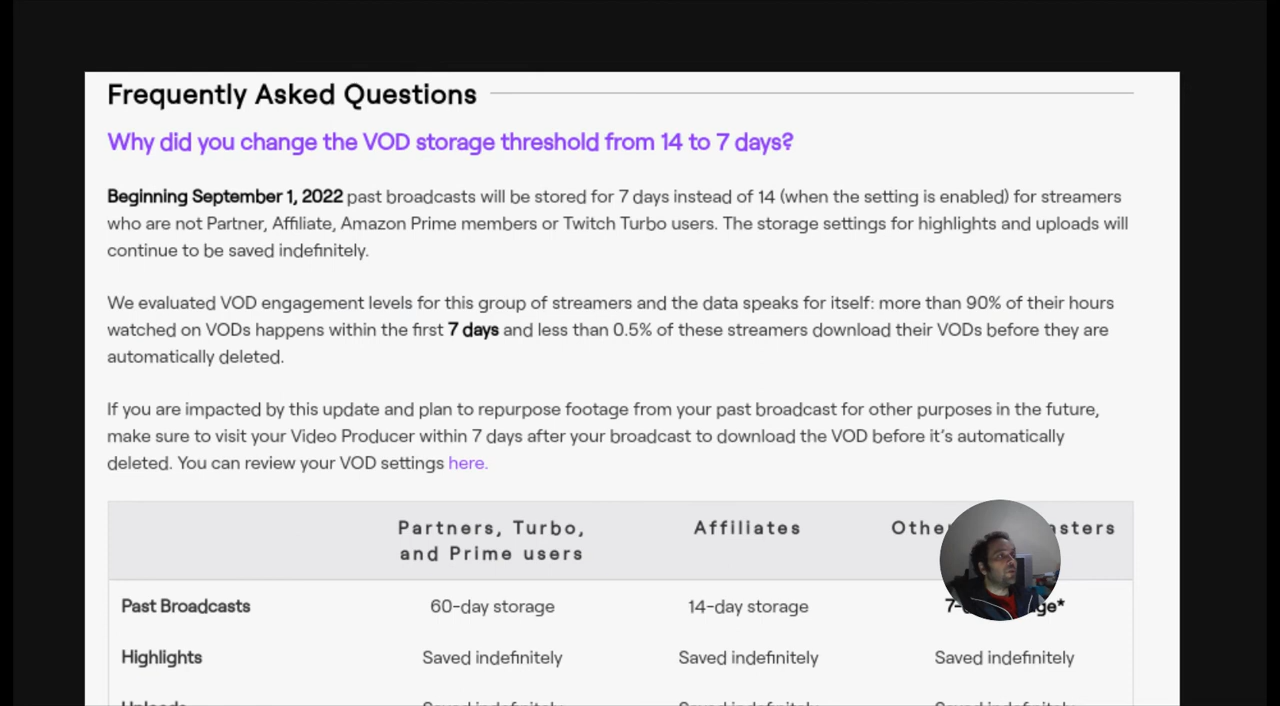 Frequently Asked Questions
Why did you change the VOD storage threshold from 14 to 7 days?
Beginning September 1, 2022 past broadcasts will be stored for 7 days instead of 14 (when the setting is enabled) for streamers
who are not Partner, Affiliate, Amazon Prime members or Twitch Turbo users. The storage settings for highlights and uploads will
continue to be saved indefinitely.
We evaluated VOD engagement levels for this group of streamers and the data speaks for itself: more than 90% of their hours
watched on VODs happens within the first 7 days and less than 0.5% of these streamers download their VODs before they are
automatically deleted.
If you are impacted by this update and plan to repurpose footage from your past broadcast for other purposes in the future,
make sure to visit your Video Producer within 7 days after your broadcast to download the VOD before it’s automatically
deleted. You can review your VOD settings here.
Partners, Turbo, Affiliates
and Prime users
Past Broadcasts 60-day storage 14-day storage
Highlights Saved indefinitely Saved indefinitely Saved indefinitely